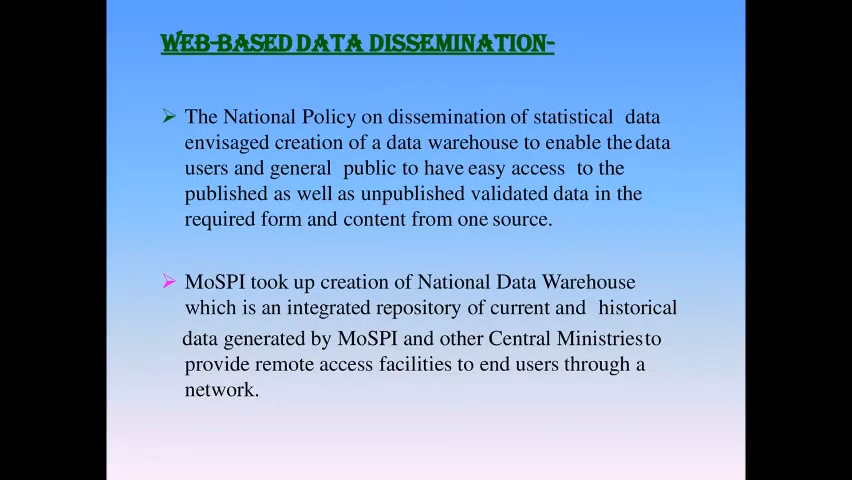 WEB-BASED DATA DISSEMINATION-
The National Policy on dissemination of statistical data
envisaged creation of a data warehouse to enable the data
users and general public to have easy access to the
published as well as unpublished validated data in the
required form and content from one source.
MoSPI took up creation of National Data Warehouse
which is an integrated repository of current and historical
data generated by MoSPI and other Central Ministries to
provide remote access facilities to end users through a
network.